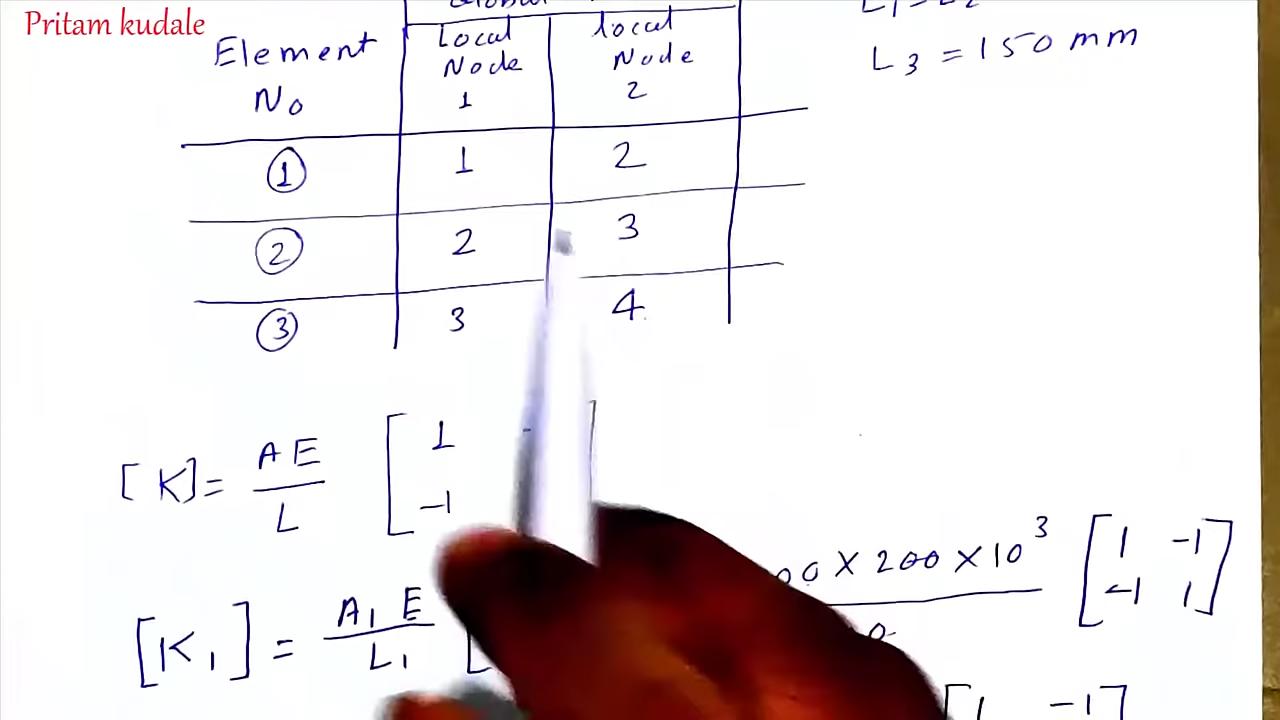 Pritam kudale
Element No
Local Node 1
local Node 2
L3 = 150 mm
① 1 2
② 2 3
③ 3 4
[K] = AE / L [ 1
-1
[K1] = A1 E / L1 [
× 200 × 10^3 [ 1 -1
-1 1 ]
[ 1 -1 ]